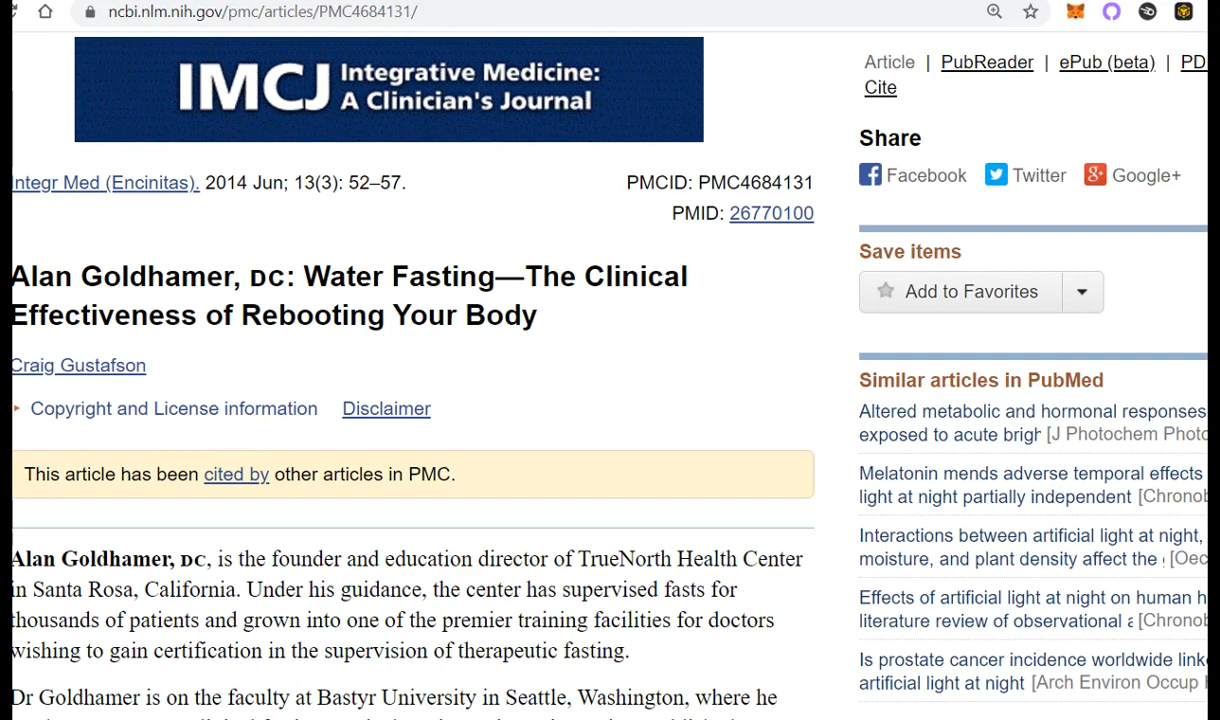 ncbi.nlm.nih.gov/pmc/articles/PMC4684131/
IMCJ Integrative Medicine:
A Clinician's Journal
Integr Med (Encinitas). 2014 Jun; 13(3): 52–57.
PMCID: PMC4684131
PMID: 26770100
Alan Goldhamer, DC: Water Fasting—The Clinical
Effectiveness of Rebooting Your Body
Craig Gustafson
Copyright and License information Disclaimer
This article has been cited by other articles in PMC.
Alan Goldhamer, DC, is the founder and education director of TrueNorth Health Center
in Santa Rosa, California. Under his guidance, the center has supervised fasts for
thousands of patients and grown into one of the premier training facilities for doctors
wishing to gain certification in the supervision of therapeutic fasting.
Dr Goldhamer is on the faculty at Bastyr University in Seattle, Washington, where he
Article | PubReader | ePub (beta) | PD
Cite
Share
Facebook Twitter Google+
Save items
Add to Favorites
Similar articles in PubMed
Altered metabolic and hormonal responses
exposed to acute brigh [J Photochem Photo
Melatonin mends adverse temporal effects
light at night partially independent [Chronob
Interactions between artificial light at night,
moisture, and plant density affect the [Oec
Effects of artificial light at night on human h
literature review of observational a [Chrono
Is prostate cancer incidence worldwide link
artificial light at night [Arch Environ Occup